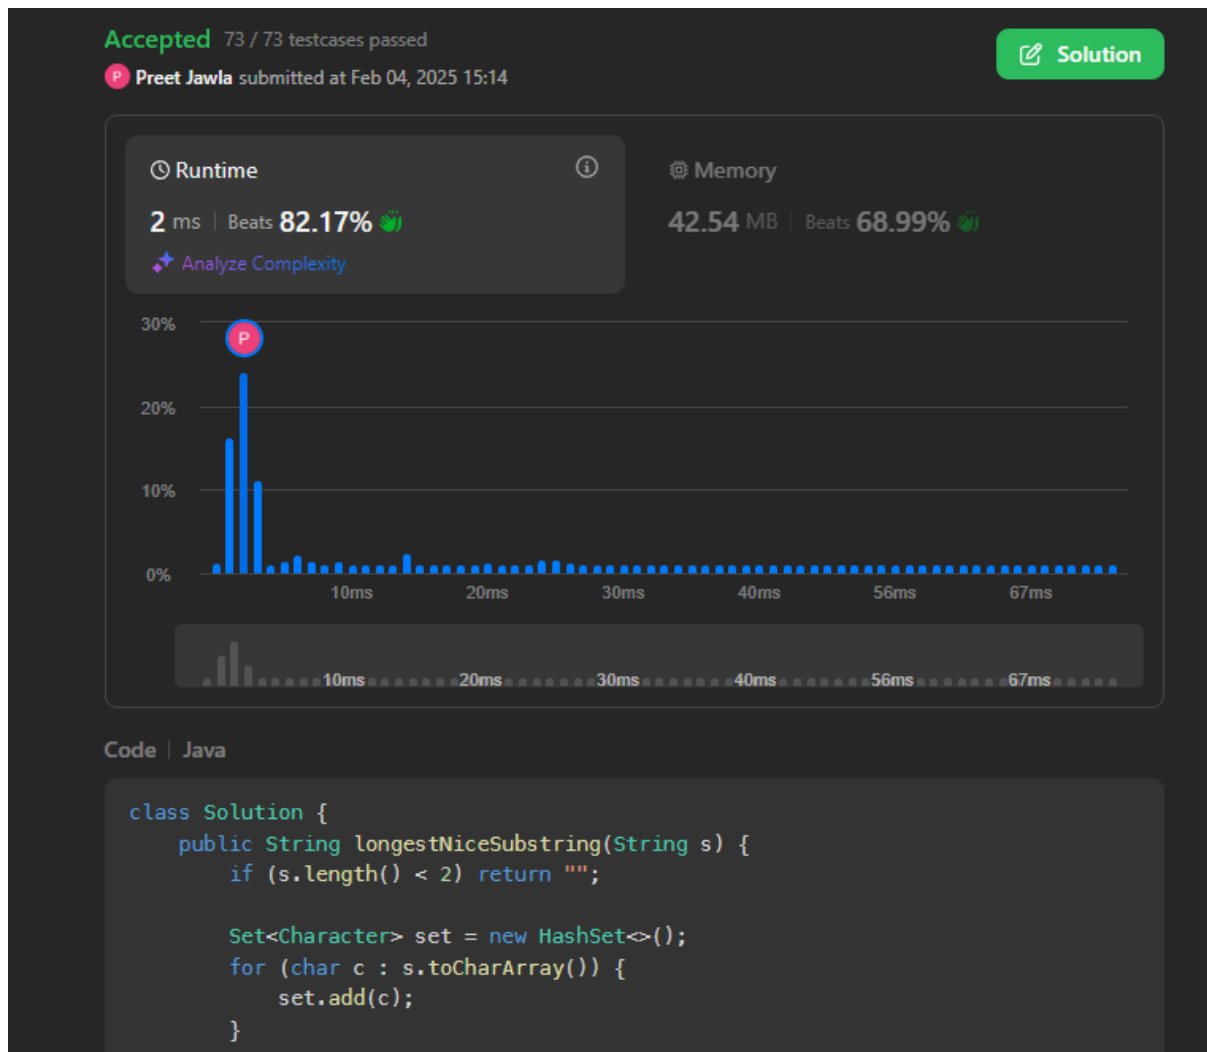 Accepted 73 / 73 testcases passed
Solution
P Preet Jawla submitted at Feb 04, 2025 15:14
Runtime
Memory
2 ms | Beats 82.17%
42.54 MB | Beats 68.99%
Analyze Complexity
30%
P
20%
10%
0%
10ms 20ms 30ms 40ms 56ms 67ms
10ms 20ms 30ms 40ms 56ms 67ms
Code | Java
class Solution {
    public String longestNiceSubstring(String s) {
        if (s.length() < 2) return "";
        Set<Character> set = new HashSet<>();
        for (char c : s.toCharArray()) {
            set.add(c);
        }